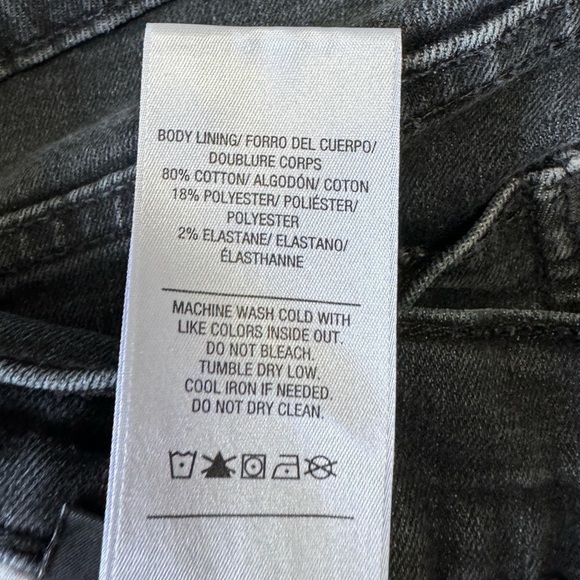 BODY LINING/ FORRO DEL CUERPO/
DOUBLURE CORPS
80% COTTON/ ALGODÓN/ COTON
18% POLYESTER/ POLIÉSTER/
POLYESTER
2% ELASTANE/ ELASTANO/
ÉLASTHANNE
MACHINE WASH COLD WITH
LIKE COLORS INSIDE OUT.
DO NOT BLEACH.
TUMBLE DRY LOW.
COOL IRON IF NEEDED.
DO NOT DRY CLEAN.